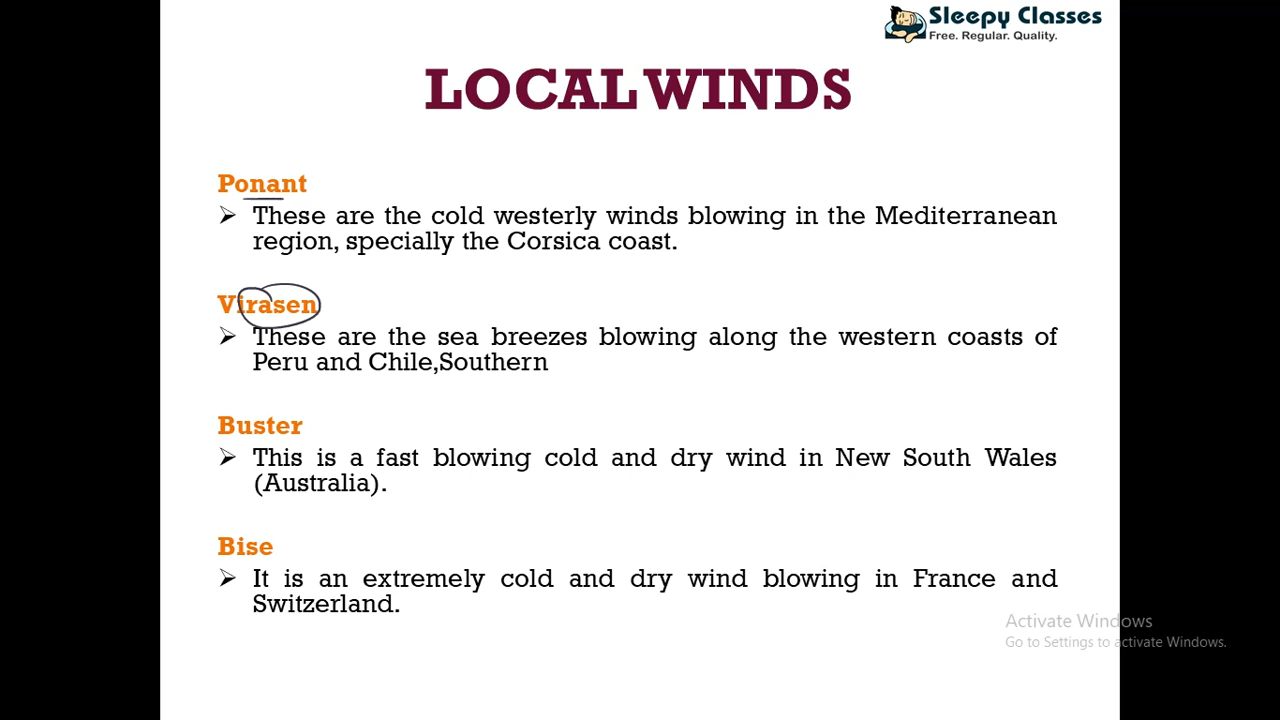 Sleepy Classes
Free. Regular. Quality.
LOCAL WINDS
Ponant
➢ These are the cold westerly winds blowing in the Mediterranean
region, specially the Corsica coast.
Virasen
➢ These are the sea breezes blowing along the western coasts of
Peru and Chile,Southern
Buster
➢ This is a fast blowing cold and dry wind in New South Wales
(Australia).
Bise
➢ It is an extremely cold and dry wind blowing in France and
Switzerland.
Activate Windows
Go to Settings to activate Windows.